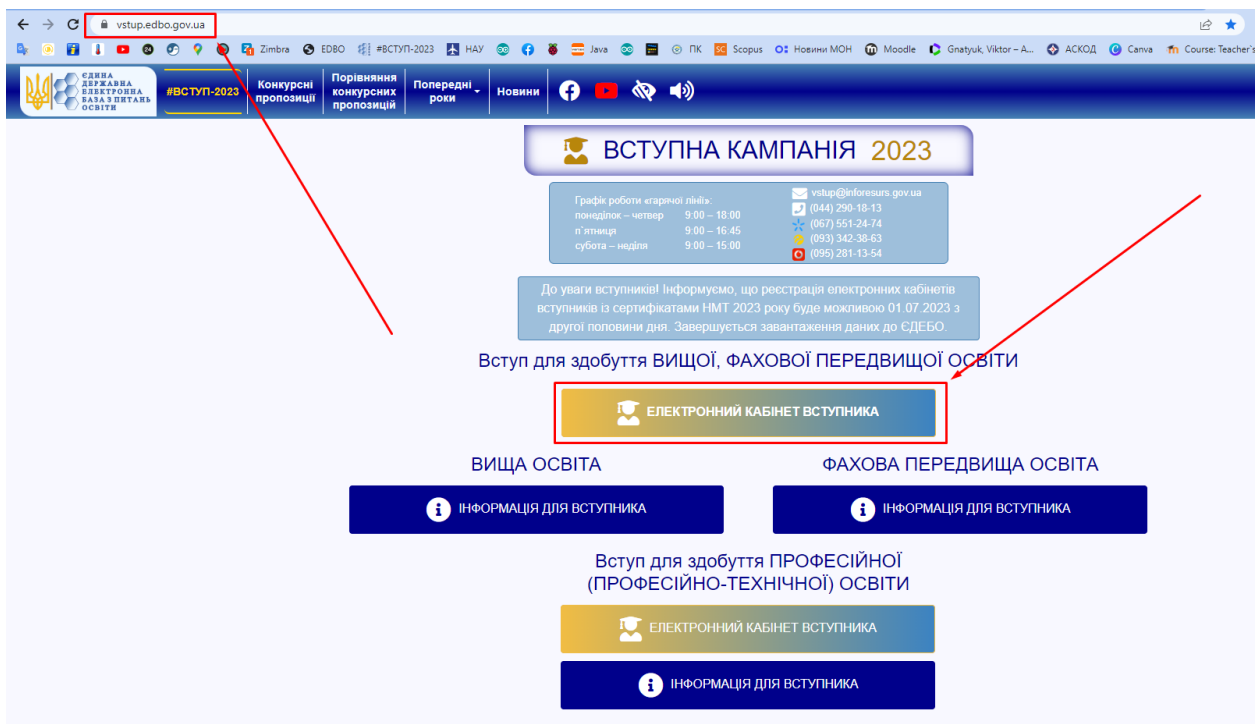 vstup.edbo.gov.ua
Zimbra EDBO #ВСТУП-2023 НАУ Java ПК Scopus Новини МОН Moodle Gnatyuk, Viktor – A... АСКОД Canva Course: Teacher's
ЄДИНА
ДЕРЖАВНА
ЕЛЕКТРОННА
БАЗА З ПИТАНЬ
ОСВІТИ
#ВСТУП-2023
Конкурсні
пропозиції
Порівняння
конкурсних
пропозицій
Попередні
роки
Новини
ВСТУПНА КАМПАНІЯ 2023
Графік роботи «гарячої лінії»:
понеділок – четвер 9:00 – 18:00
п`ятниця 9:00 – 16:45
субота – неділя 9:00 – 15:00
vstup@inforesurs.gov.ua
(044) 290-18-13
(067) 551-24-74
(093) 342-38-63
(095) 281-13-54
До уваги вступників! Інформуємо, що реєстрація електронних кабінетів
вступників із сертифікатами НМТ 2023 року буде можливою 01.07.2023 з
другої половини дня. Завершується завантаження даних до ЄДЕБО.
Вступ для здобуття ВИЩОЇ, ФАХОВОЇ ПЕРЕДВИЩОЇ ОСВІТИ
ЕЛЕКТРОННИЙ КАБІНЕТ ВСТУПНИКА
ВИЩА ОСВІТА
ІНФОРМАЦІЯ ДЛЯ ВСТУПНИКА
ФАХОВА ПЕРЕДВИЩА ОСВІТА
ІНФОРМАЦІЯ ДЛЯ ВСТУПНИКА
Вступ для здобуття ПРОФЕСІЙНОЇ
(ПРОФЕСІЙНО-ТЕХНІЧНОЇ) ОСВІТИ
ЕЛЕКТРОННИЙ КАБІНЕТ ВСТУПНИКА
ІНФОРМАЦІЯ ДЛЯ ВСТУПНИКА